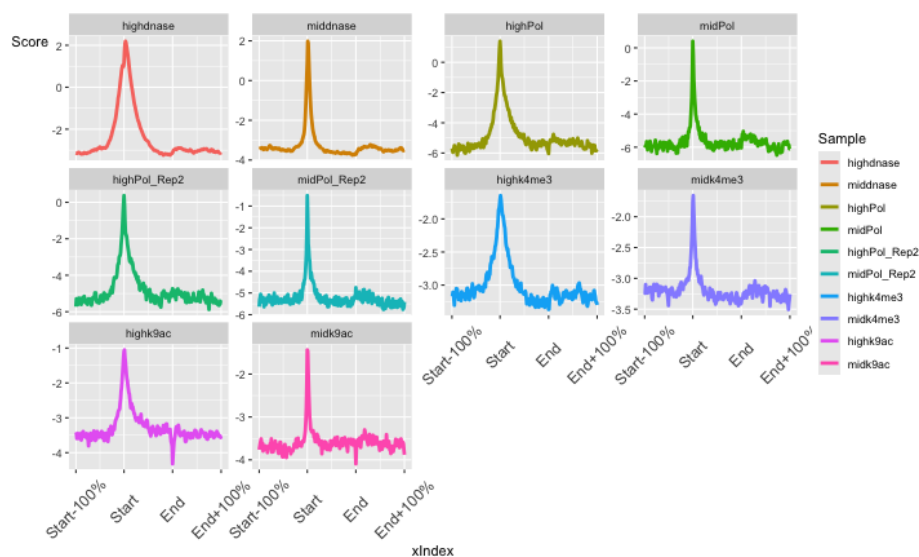 highdnase
middnase
highPol
midPol
Score
2
0
-2
2
0
-2
-4
0
-2
-4
-6
0
-2
-4
-6
highPol_Rep2
midPol_Rep2
highk4me3
midk4me3
0
-2
-4
-6
-1
-2
-3
-4
-5
-6
-2.0
-2.5
-3.0
-2.0
-2.5
-3.0
-3.5
highk9ac
midk9ac
-1
-2
-3
-4
-2
-3
-4
Start-100%
Start
End
End+100%
Start-100%
Start
End
End+100%
Start-100%
Start
End
End+100%
Start-100%
Start
End
End+100%
xIndex
Sample
highdnase
middnase
highPol
midPol
highPol_Rep2
midPol_Rep2
highk4me3
midk4me3
highk9ac
midk9ac